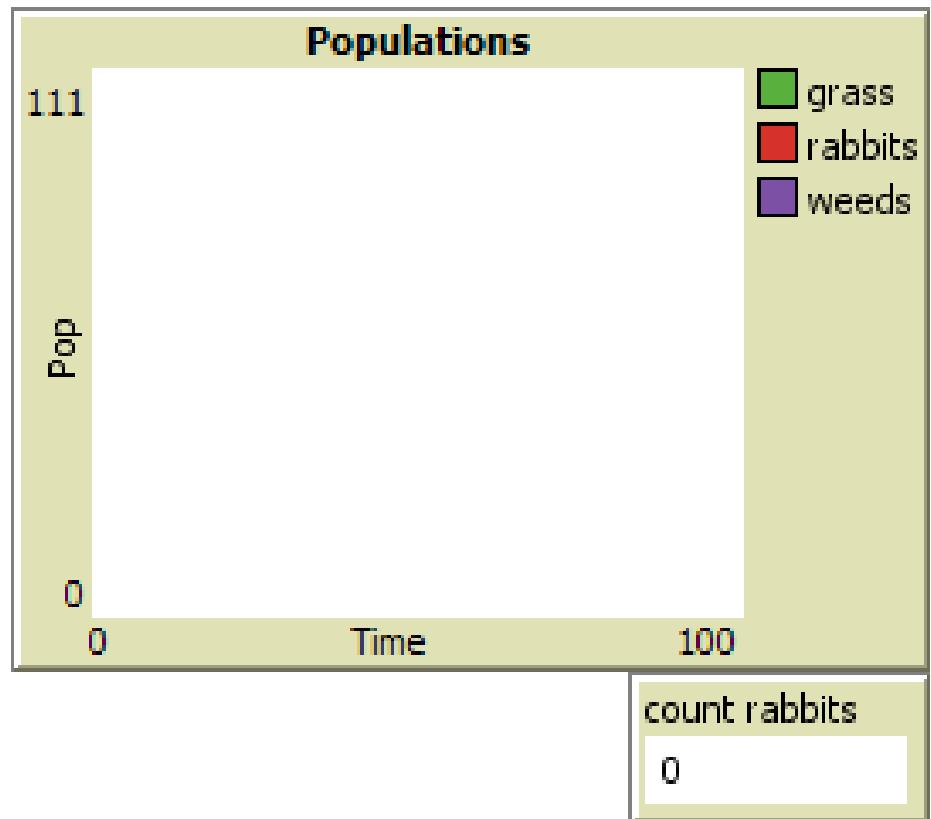 Populations
111
grass
rabbits
weeds
Pop
0
0 Time 100
count rabbits
0